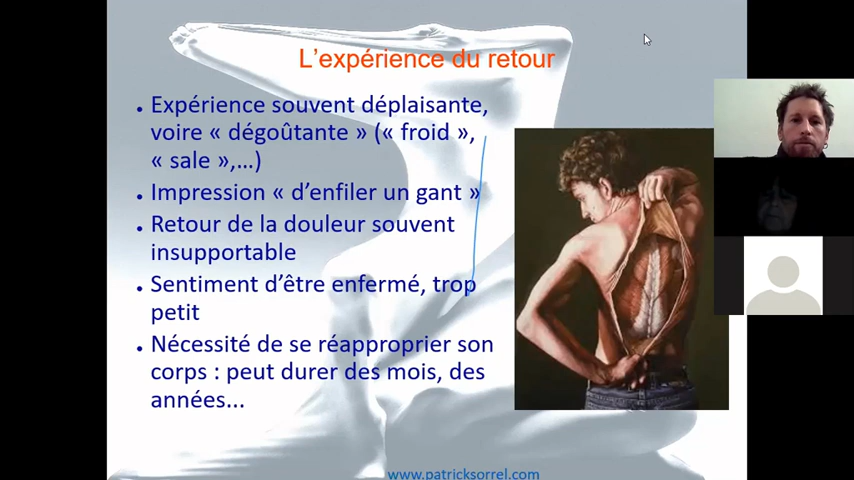 L'expérience du retour
• Expérience souvent déplaisante,
voire « dégoûtante » (« froid »,
« sale »,…)
• Impression « d'enfiler un gant »
• Retour de la douleur souvent
insupportable
• Sentiment d'être enfermé, trop
petit
• Nécessité de se réapproprier son
corps : peut durer des mois, des
années...
www.patricksorrel.com